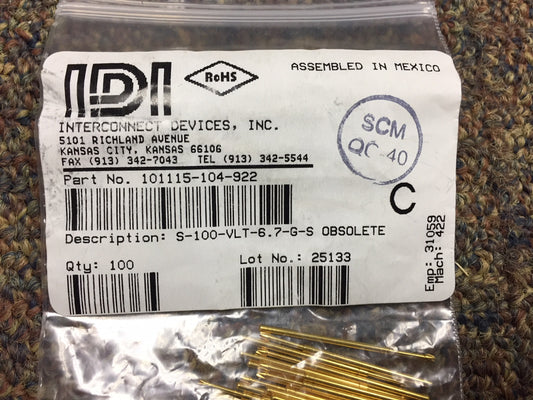 IDI
RoHS
ASSEMBLED IN MEXICO
INTERCONNECT DEVICES, INC.
5101 RICHLAND AVENUE
KANSAS CITY, KANSAS 66106
FAX (913) 342-7043 TEL (913) 342-5544
SCM
QC 40
Part No. 101115-104-922
C
Description: S-100-VLT-6.7-G-S OBSOLETE
Qty: 100
Lot No.: 25133
Emp: 31059
Mach: 422